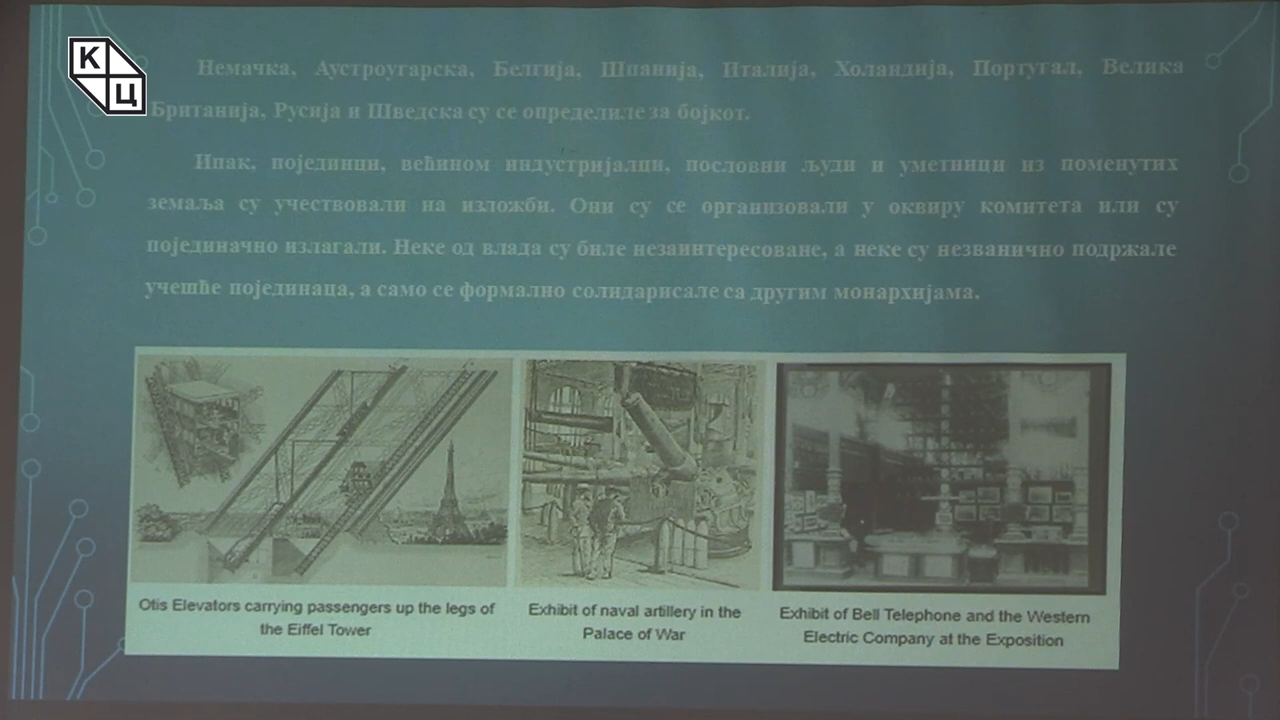 К
Ц
Немачка, Аустроугарска, Белгија, Шпанија, Италија, Холандија, Португал, Велика
Британија, Русија и Шведска су се определиле за бојкот.
Ипак, појединци, већином индустријалци, пословни људи и уметници из поменутих
земаља су учествовали на изложби. Они су се организовали у оквиру комитета или су
појединачно излагали. Неке од влада су биле незаинтересоване, а неке су незванично подржале
учешће појединаца, а само се формално солидарисале са другим монархијама.
Otis Elevators carrying passengers up the legs of
the Eiffel Tower
Exhibit of naval artillery in the
Palace of War
Exhibit of Bell Telephone and the Western
Electric Company at the Exposition